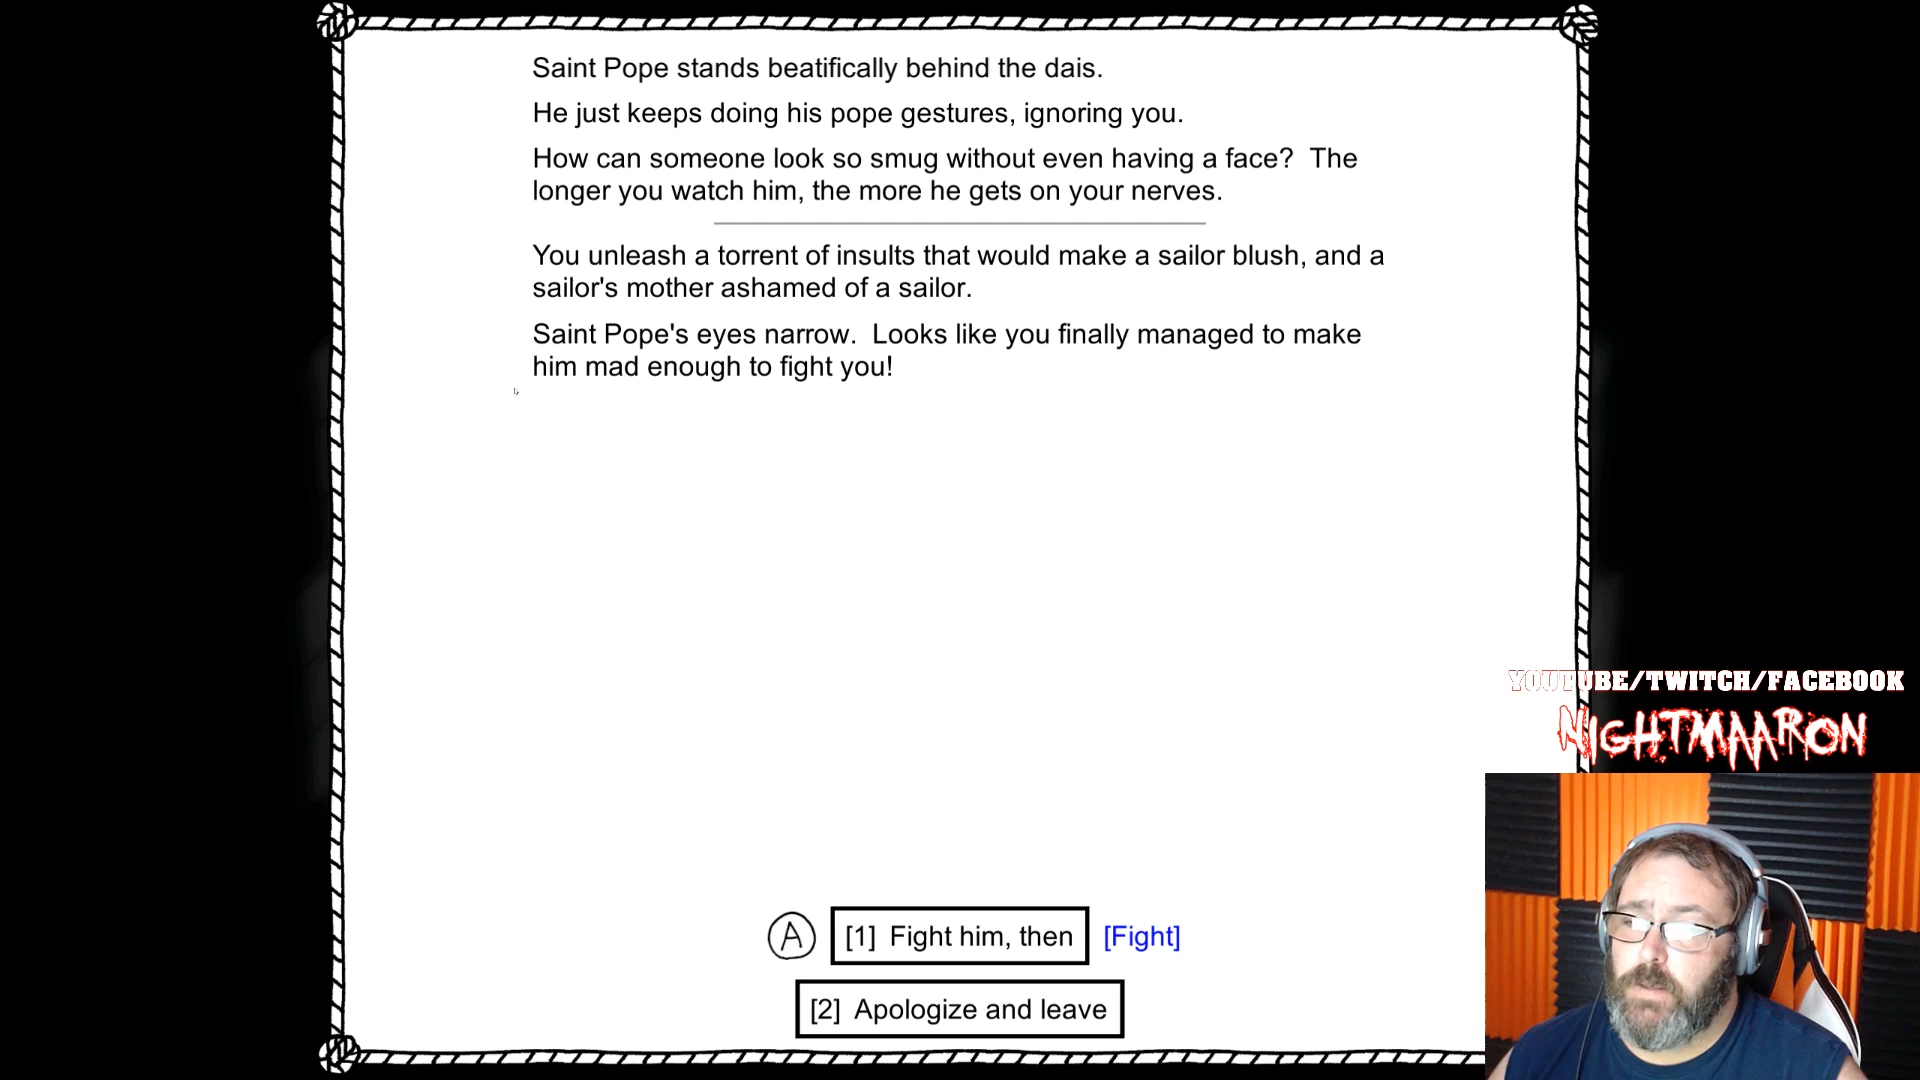 Saint Pope stands beatifically behind the dais.
He just keeps doing his pope gestures, ignoring you.
How can someone look so smug without even having a face?  The
longer you watch him, the more he gets on your nerves.
You unleash a torrent of insults that would make a sailor blush, and a
sailor's mother ashamed of a sailor.
Saint Pope's eyes narrow.  Looks like you finally managed to make
him mad enough to fight you!
YOUTUBE/TWITCH/FACEBOOK
NIGHTMAARON
A [1] Fight him, then [Fight]
[2] Apologize and leave